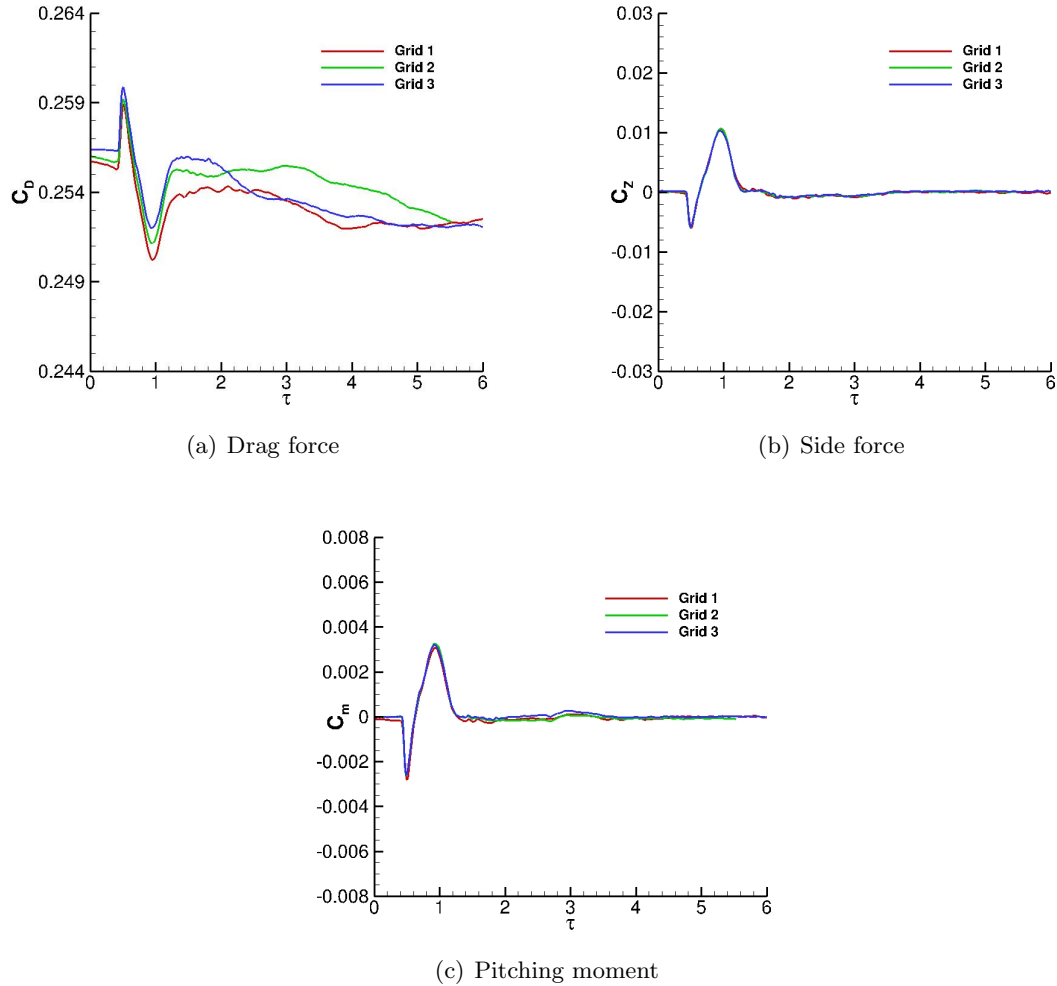 0.264
0.259
0.254
0.249
0.244
C_D
0 1 2 3 4 5 6
τ
Grid 1
Grid 2
Grid 3
(a) Drag force
0.03
0.02
0.01
0
-0.01
-0.02
-0.03
C_Z
0 1 2 3 4 5 6
τ
Grid 1
Grid 2
Grid 3
(b) Side force
0.008
0.006
0.004
0.002
0
-0.002
-0.004
-0.006
-0.008
C_m
0 1 2 3 4 5 6
τ
Grid 1
Grid 2
Grid 3
(c) Pitching moment